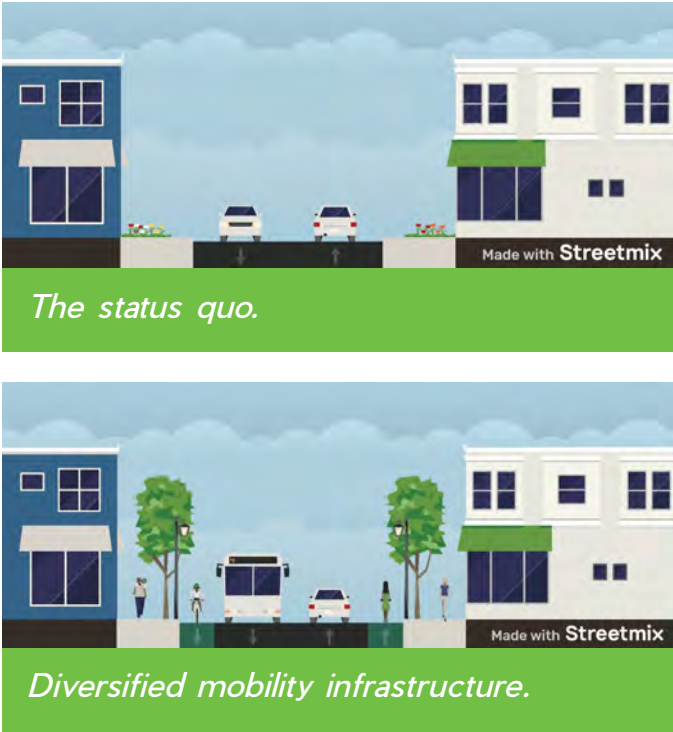 Made with Streetmix
The status quo.
Made with Streetmix
Diversified mobility infrastructure.